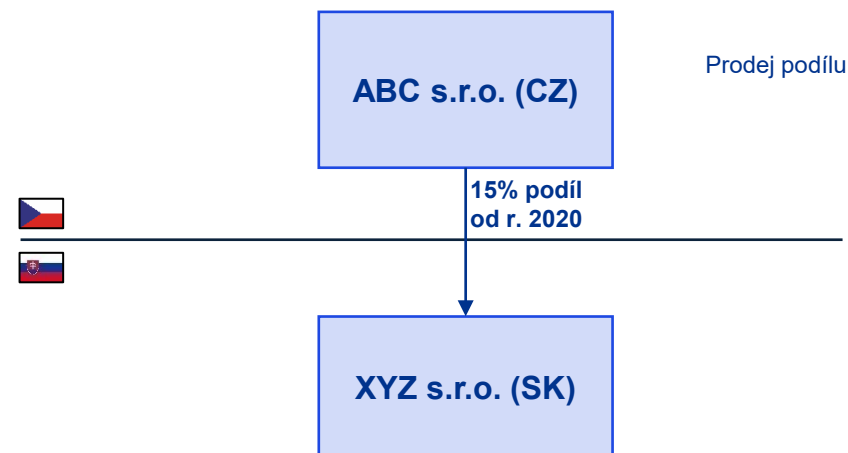 ABC s.r.o. (CZ)
Prodej podílu
15% podíl
od r. 2020
XYZ s.r.o. (SK)